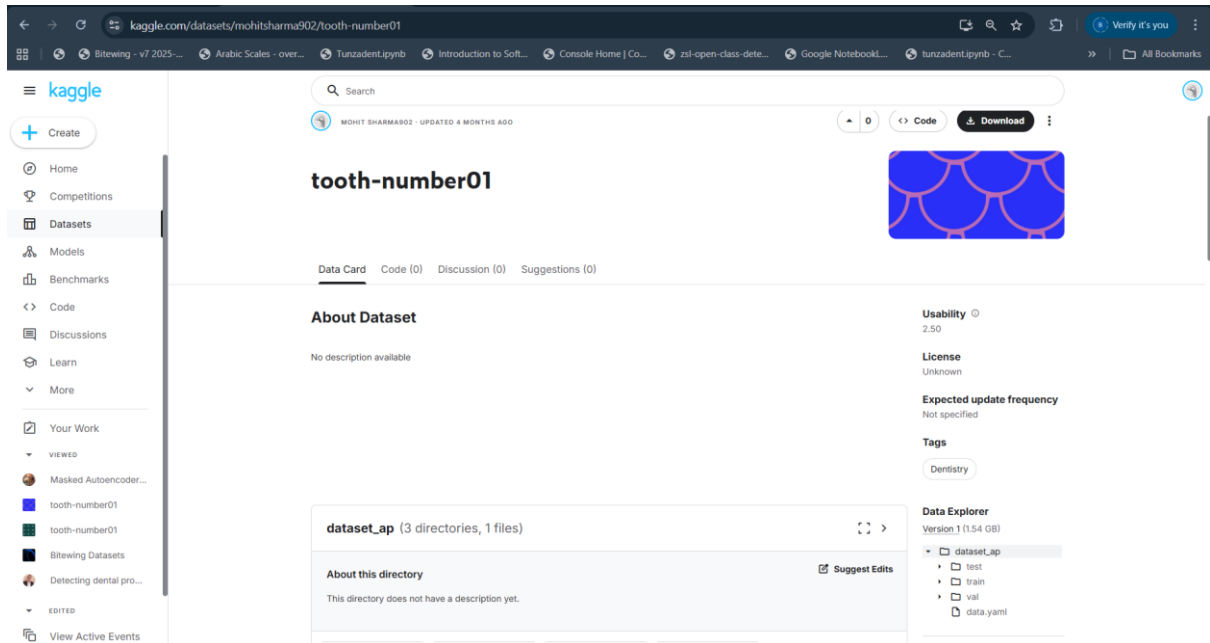 kaggle.com/datasets/mohitsharma902/tooth-number01
Verify it's you
Bitewing - v7 2025-...
Arabic Scales - over...
Tunzadent.ipynb
Introduction to Soft...
Console Home | Co...
zsl-open-class-dete...
Google NotebookL...
tunzadent.ipynb - C...
»
All Bookmarks
kaggle
Search
Create
MOHIT SHARMA902 · UPDATED 4 MONTHS AGO
0
<> Code
Download
Home
Competitions
Datasets
Models
Benchmarks
Code
Discussions
Learn
More
Your Work
VIEWED
Masked Autoencoder...
tooth-number01
tooth-number01
Bitewing Datasets
Detecting dental pro...
EDITED
View Active Events
tooth-number01
Data Card
Code (0)
Discussion (0)
Suggestions (0)
About Dataset
No description available
Usability
2.50
License
Unknown
Expected update frequency
Not specified
Tags
Dentistry
dataset_ap (3 directories, 1 files)
About this directory
Suggest Edits
This directory does not have a description yet.
Data Explorer
Version 1 (1.54 GB)
dataset_ap
test
train
val
data.yaml